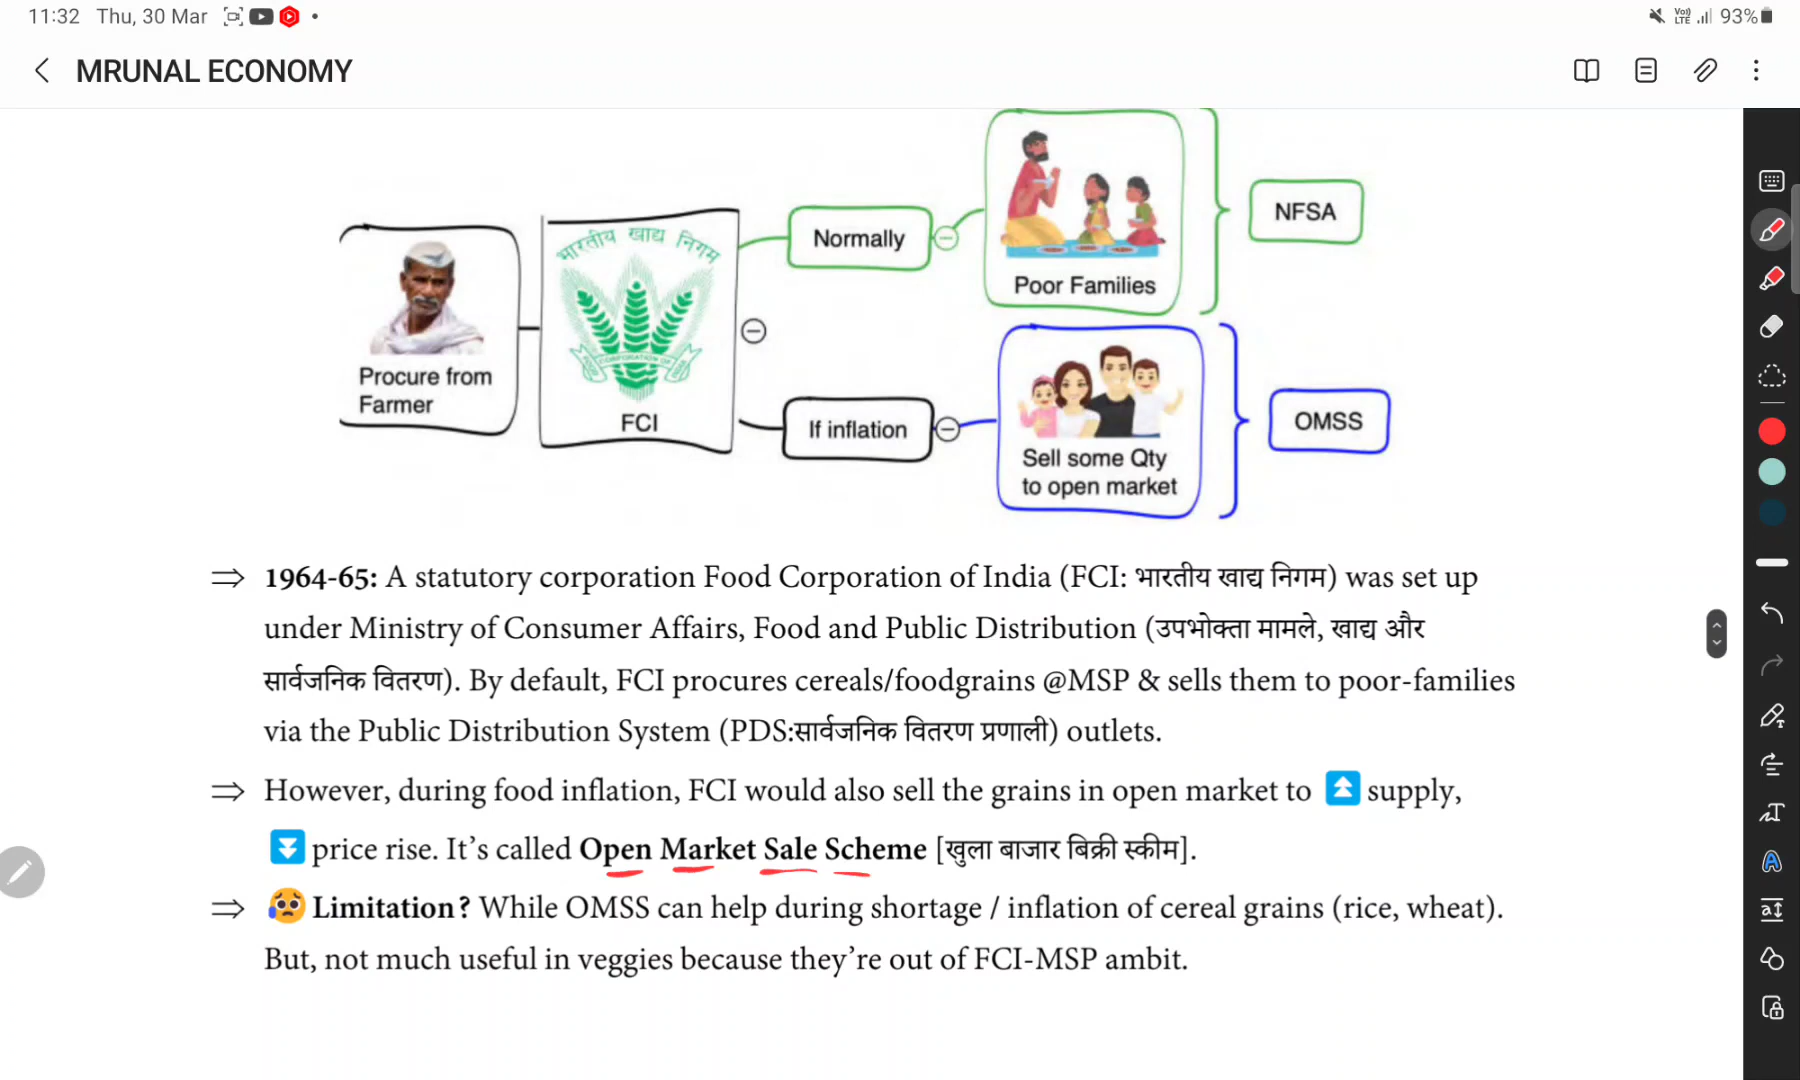 11:32 Thu, 30 Mar
Vo)) LTE 93%
MRUNAL ECONOMY
Normally
Poor Families
NFSA
भारतीय खाद्य निगम
FOOD CORPORATION OF INDIA
FCI
Procure from
Farmer
If inflation
Sell some Qty
to open market
OMSS
⇒ 1964-65: A statutory corporation Food Corporation of India (FCI: भारतीय खाद्य निगम) was set up
under Ministry of Consumer Affairs, Food and Public Distribution (उपभोक्ता मामले, खाद्य और
सार्वजनिक वितरण). By default, FCI procures cereals/foodgrains @MSP & sells them to poor-families
via the Public Distribution System (PDS:सार्वजनिक वितरण प्रणाली) outlets.
⇒ However, during food inflation, FCI would also sell the grains in open market to ⏫ supply,
⏬ price rise. It’s called Open Market Sale Scheme [खुला बाजार बिक्री स्कीम].
⇒ 😰 Limitation? While OMSS can help during shortage / inflation of cereal grains (rice, wheat).
But, not much useful in veggies because they’re out of FCI-MSP ambit.